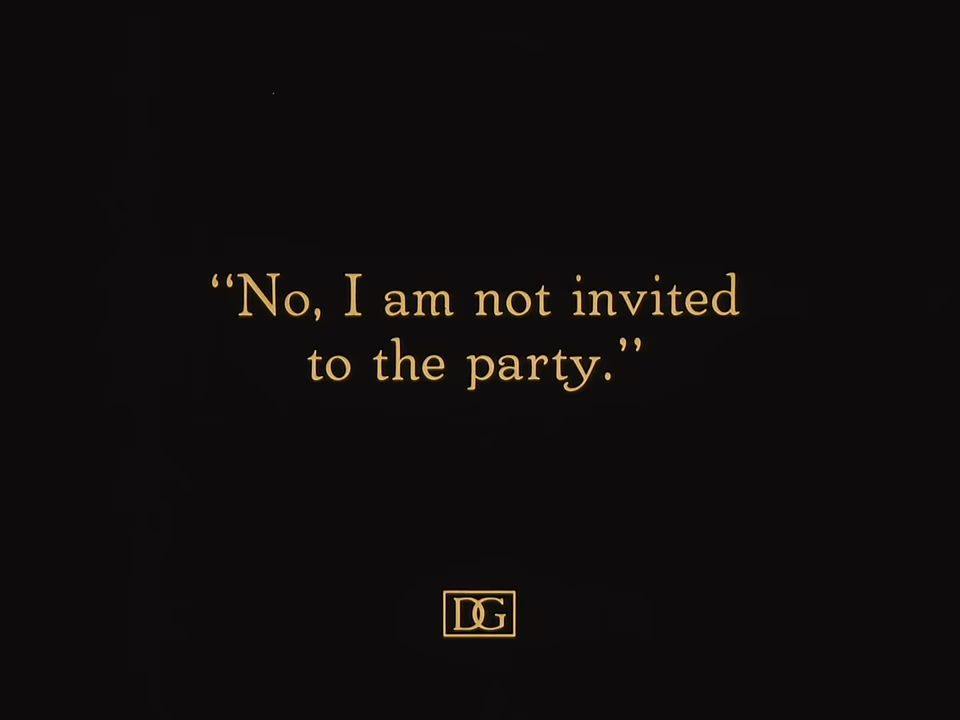 “No, I am not invited
to the party.”
DG